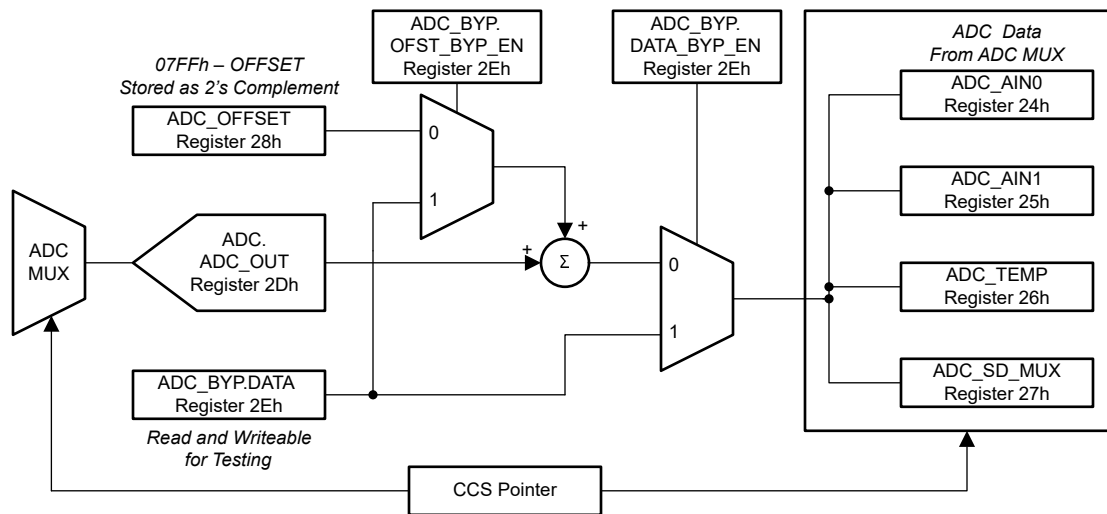 ADC_BYP.
OFST_BYP_EN
Register 2Eh
ADC_BYP.
DATA_BYP_EN
Register 2Eh
ADC Data
From ADC MUX
07FFh – OFFSET
Stored as 2's Complement
ADC_OFFSET
Register 28h
0
1
ADC_AIN0
Register 24h
ADC_AIN1
Register 25h
ADC
MUX
ADC.
ADC_OUT
Register 2Dh
+
+
Σ
0
1
ADC_TEMP
Register 26h
ADC_SD_MUX
Register 27h
ADC_BYP.DATA
Register 2Eh
Read and Writeable
for Testing
CCS Pointer